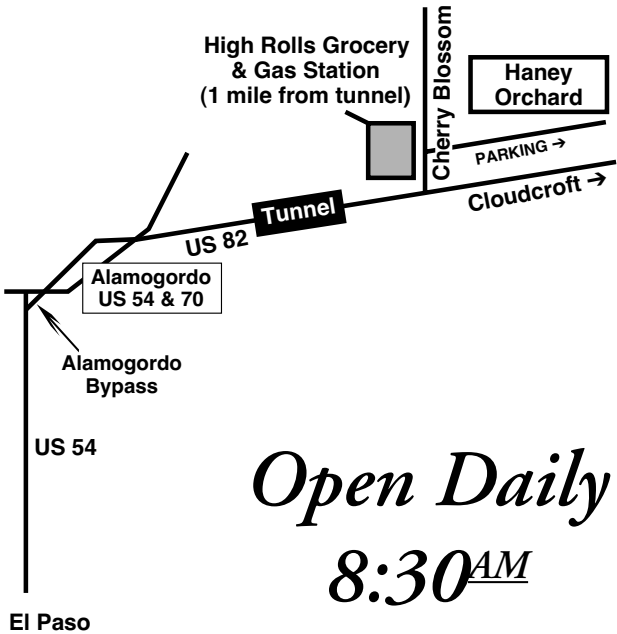 High Rolls Grocery
& Gas Station
(1 mile from tunnel)
Cherry Blossom
Haney
Orchard
PARKING →
Cloudcroft →
Tunnel
US 82
Alamogordo
US 54 & 70
Alamogordo
Bypass
US 54
Open Daily
8:30AM
El Paso